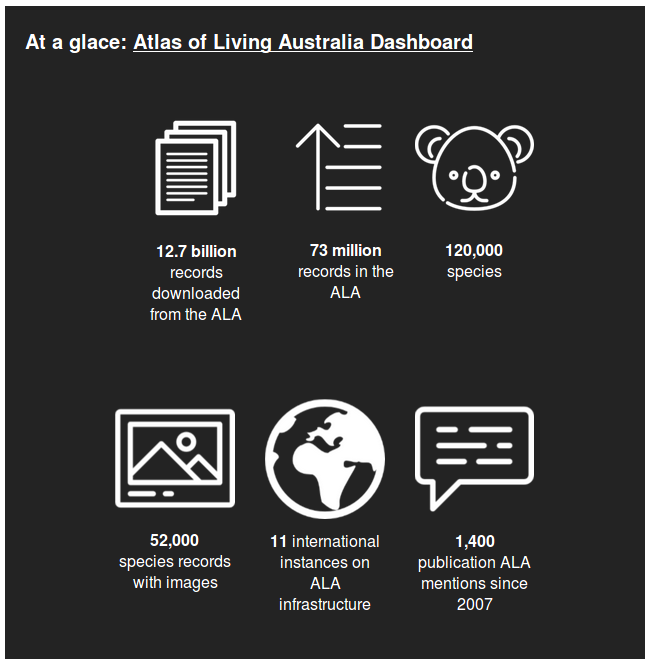 At a glace: Atlas of Living Australia Dashboard
12.7 billion
records
downloaded
from the ALA
73 million
records in the
ALA
120,000
species
52,000
species records
with images
11 international
instances on
ALA
infrastructure
1,400
publication ALA
mentions since
2007